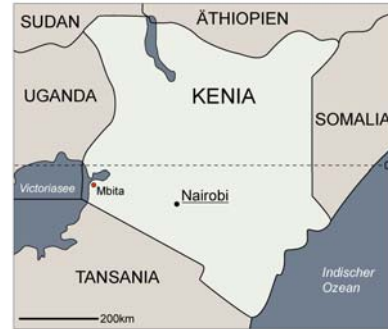 SUDAN
ÄTHIOPIEN
UGANDA
KENIA
SOMALIA
Victoriasee
Mbita
Nairobi
TANSANIA
Indischer
Ozean
200km